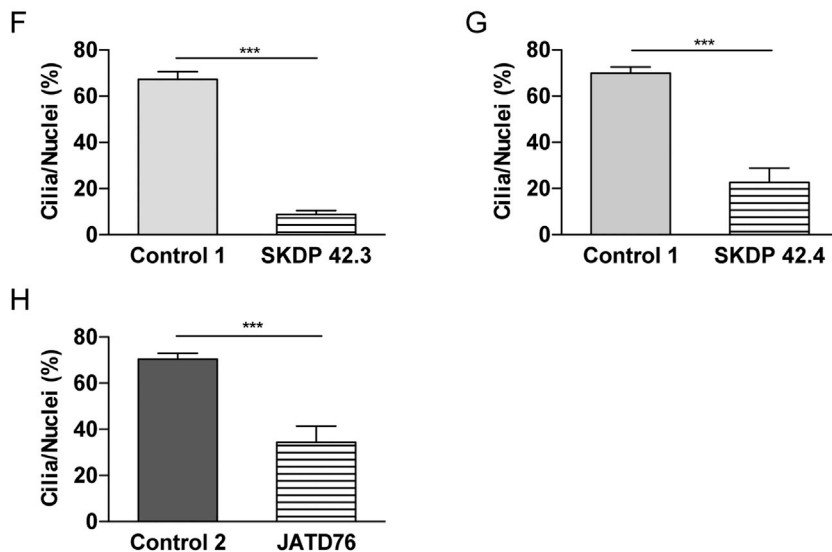 F
***
Cilia/Nuclei (%)
80
60
40
20
0
Control 1 SKDP 42.3
G
***
Cilia/Nuclei (%)
80
60
40
20
0
Control 1 SKDP 42.4
H
***
Cilia/Nuclei (%)
80
60
40
20
0
Control 2 JATD76